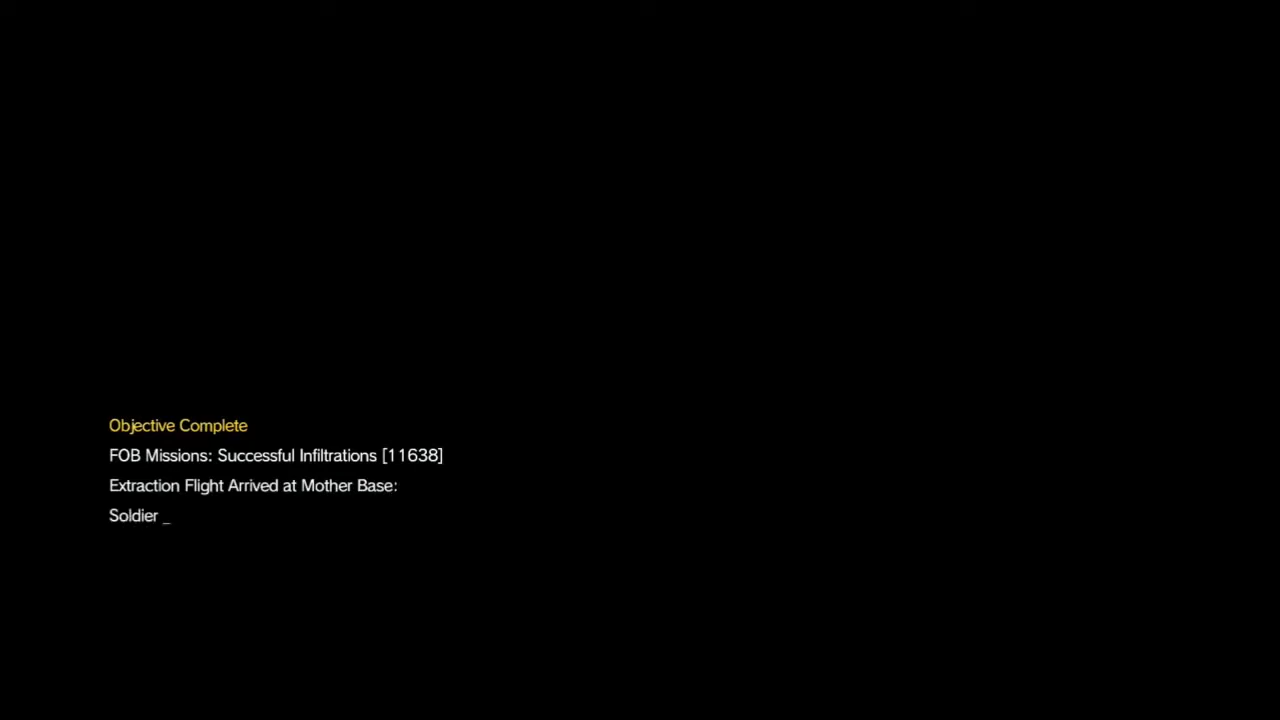 Objective Complete
FOB Missions: Successful Infiltrations [11638]
Extraction Flight Arrived at Mother Base:
Soldier _